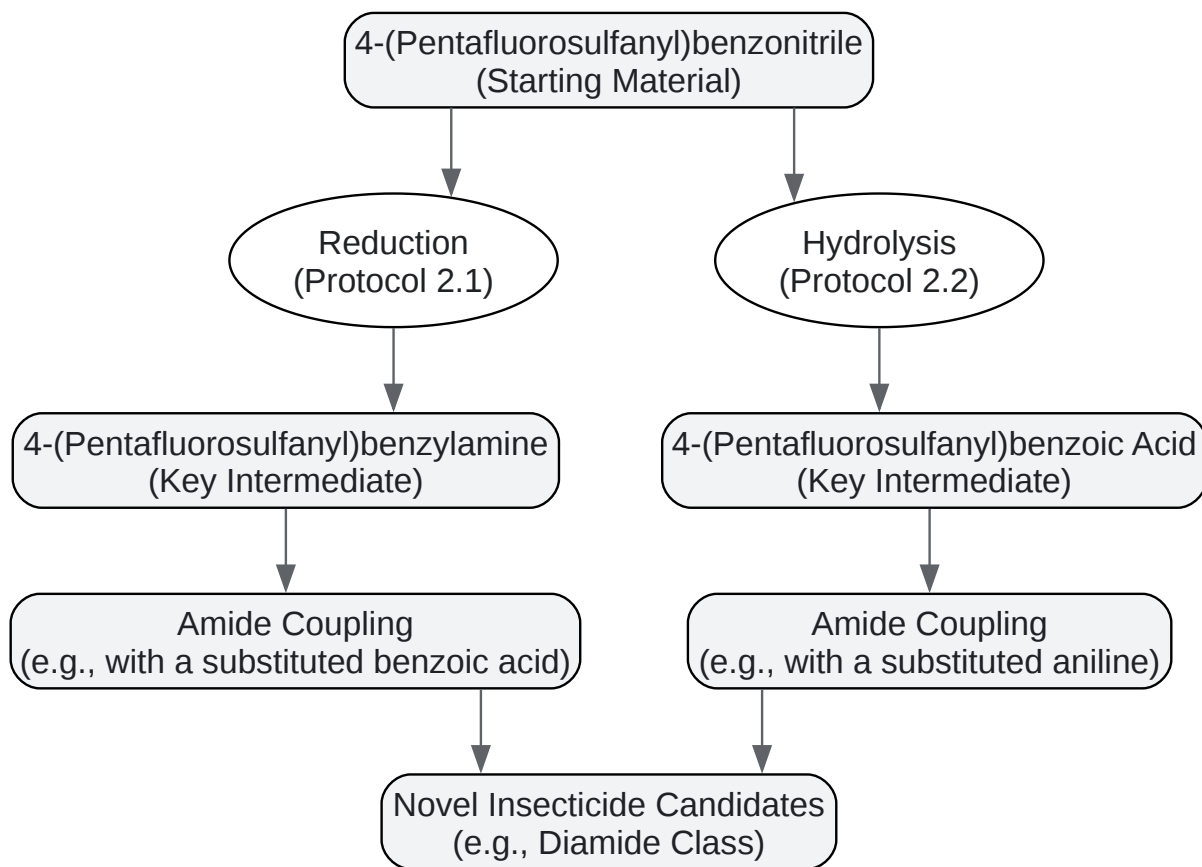 4-(Pentafluorosulfanyl)benzonitrile
(Starting Material)
Reduction
(Protocol 2.1)
Hydrolysis
(Protocol 2.2)
4-(Pentafluorosulfanyl)benzylamine
(Key Intermediate)
4-(Pentafluorosulfanyl)benzoic Acid
(Key Intermediate)
Amide Coupling
(e.g., with a substituted benzoic acid)
Amide Coupling
(e.g., with a substituted aniline)
Novel Insecticide Candidates
(e.g., Diamide Class)